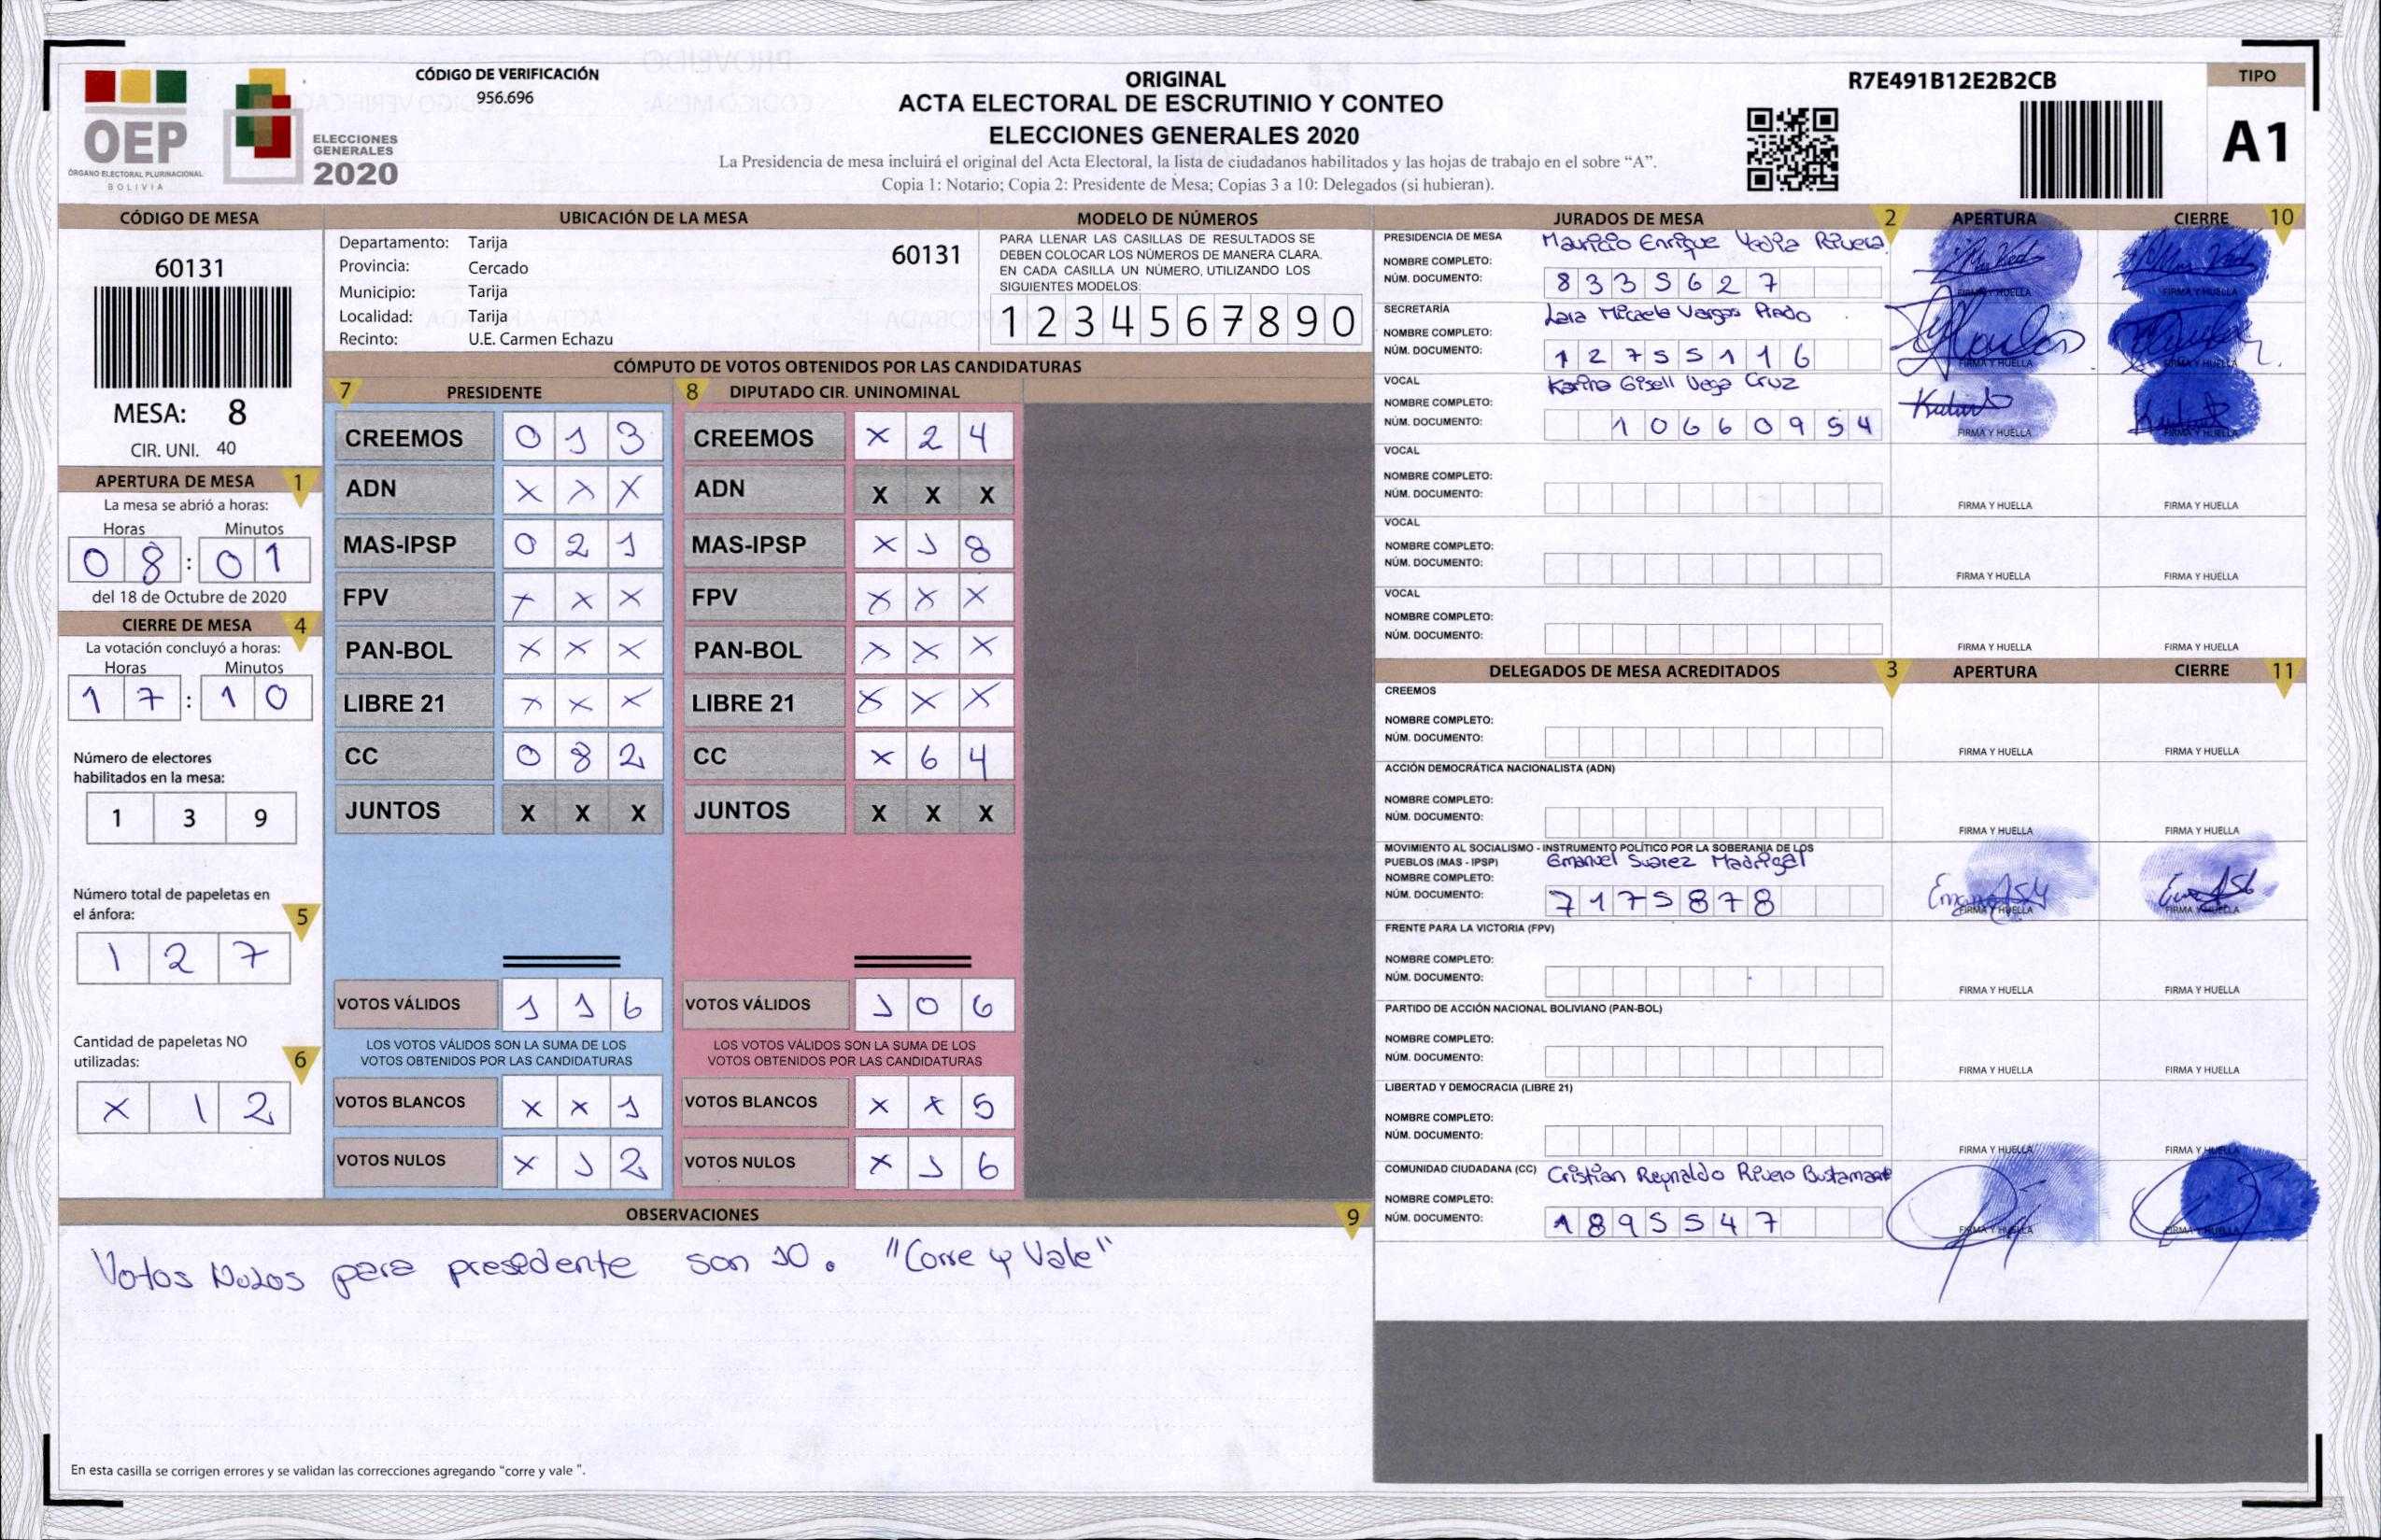 CÓDIGO DE VERIFICACIÓN
956.696
OEP
ÓRGANO ELECTORAL PLURINACIONAL
BOLIVIA
ELECCIONES
GENERALES
2020
ORIGINAL
ACTA ELECTORAL DE ESCRUTINIO Y CONTEO
ELECCIONES GENERALES 2020
La Presidencia de mesa incluirá el original del Acta Electoral, la lista de ciudadanos habilitados y las hojas de trabajo en el sobre “A”.
Copia 1: Notario; Copia 2: Presidente de Mesa; Copias 3 a 10: Delegados (si hubieran).
R7E491B12E2B2CB
TIPO
A1
CÓDIGO DE MESA
60131
MESA: 8
CIR. UNI. 40
APERTURA DE MESA 1
La mesa se abrió a horas:
Horas Minutos
0 8 : 0 1
del 18 de Octubre de 2020
CIERRE DE MESA 4
La votación concluyó a horas:
Horas Minutos
1 7 : 1 0
Número de electores
habilitados en la mesa:
1 3 9
Número total de papeletas en
el ánfora:
5
1 2 7
Cantidad de papeletas NO
utilizadas:
6
X 1 2
UBICACIÓN DE LA MESA
Departamento: Tarija
60131
Provincia: Cercado
Municipio: Tarija
Localidad: Tarija
Recinto: U.E. Carmen Echazu
MODELO DE NÚMEROS
PARA LLENAR LAS CASILLAS DE RESULTADOS SE
DEBEN COLOCAR LOS NÚMEROS DE MANERA CLARA.
EN CADA CASILLA UN NÚMERO, UTILIZANDO LOS
SIGUIENTES MODELOS:
1 2 3 4 5 6 7 8 9 0
CÓMPUTO DE VOTOS OBTENIDOS POR LAS CANDIDATURAS
7 PRESIDENTE
CREEMOS 0 1 3
ADN X X X
MAS-IPSP 0 2 1
FPV X X X
PAN-BOL X X X
LIBRE 21 X X X
CC 0 8 2
JUNTOS X X X
VOTOS VÁLIDOS 1 1 6
LOS VOTOS VÁLIDOS SON LA SUMA DE LOS
VOTOS OBTENIDOS POR LAS CANDIDATURAS
VOTOS BLANCOS X X 1
VOTOS NULOS X 1 2
8 DIPUTADO CIR. UNINOMINAL
CREEMOS X 2 4
ADN X X X
MAS-IPSP X 1 8
FPV X X X
PAN-BOL X X X
LIBRE 21 X X X
CC X 6 4
JUNTOS X X X
VOTOS VÁLIDOS 1 0 6
LOS VOTOS VÁLIDOS SON LA SUMA DE LOS
VOTOS OBTENIDOS POR LAS CANDIDATURAS
VOTOS BLANCOS X X 5
VOTOS NULOS X 1 6
OBSERVACIONES 9
Votos Nulos para presidente son 10. "Corre y Vale"
En esta casilla se corrigen errores y se validan las correcciones agregando "corre y vale ".
JURADOS DE MESA 2 APERTURA CIERRE 10
PRESIDENCIA DE MESA Mauricio Enrique Vedia Rivera
NOMBRE COMPLETO:
NÚM. DOCUMENTO: 8 3 3 5 6 2 7
FIRMA Y HUELLA FIRMA Y HUELLA
SECRETARÍA Lara Micaela Vargas Prado
NOMBRE COMPLETO:
NÚM. DOCUMENTO: 1 2 7 5 5 1 1 6
FIRMA Y HUELLA FIRMA Y HUELLA
VOCAL Karina Gisell Vega Cruz
NOMBRE COMPLETO:
NÚM. DOCUMENTO: 1 0 6 6 0 9 5 4
FIRMA Y HUELLA FIRMA Y HUELLA
VOCAL
NOMBRE COMPLETO:
NÚM. DOCUMENTO:
FIRMA Y HUELLA FIRMA Y HUELLA
VOCAL
NOMBRE COMPLETO:
NÚM. DOCUMENTO:
FIRMA Y HUELLA FIRMA Y HUELLA
VOCAL
NOMBRE COMPLETO:
NÚM. DOCUMENTO:
FIRMA Y HUELLA FIRMA Y HUELLA
DELEGADOS DE MESA ACREDITADOS 3 APERTURA CIERRE 11
CREEMOS
NOMBRE COMPLETO:
NÚM. DOCUMENTO:
FIRMA Y HUELLA FIRMA Y HUELLA
ACCIÓN DEMOCRÁTICA NACIONALISTA (ADN)
NOMBRE COMPLETO:
NÚM. DOCUMENTO:
FIRMA Y HUELLA FIRMA Y HUELLA
MOVIMIENTO AL SOCIALISMO - INSTRUMENTO POLÍTICO POR LA SOBERANÍA DE LOS
PUEBLOS (MAS - IPSP) Emanuel Suarez Madrigal
NOMBRE COMPLETO:
NÚM. DOCUMENTO: 7 1 7 5 8 7 8
FIRMA Y HUELLA FIRMA Y HUELLA
FRENTE PARA LA VICTORIA (FPV)
NOMBRE COMPLETO:
NÚM. DOCUMENTO:
FIRMA Y HUELLA FIRMA Y HUELLA
PARTIDO DE ACCIÓN NACIONAL BOLIVIANO (PAN-BOL)
NOMBRE COMPLETO:
NÚM. DOCUMENTO:
FIRMA Y HUELLA FIRMA Y HUELLA
LIBERTAD Y DEMOCRACIA (LIBRE 21)
NOMBRE COMPLETO:
NÚM. DOCUMENTO:
FIRMA Y HUELLA FIRMA Y HUELLA
COMUNIDAD CIUDADANA (CC) Cristian Reynaldo Rivero Bustamante
NOMBRE COMPLETO:
NÚM. DOCUMENTO: 1 8 9 5 5 4 7
FIRMA Y HUELLA FIRMA Y HUELLA